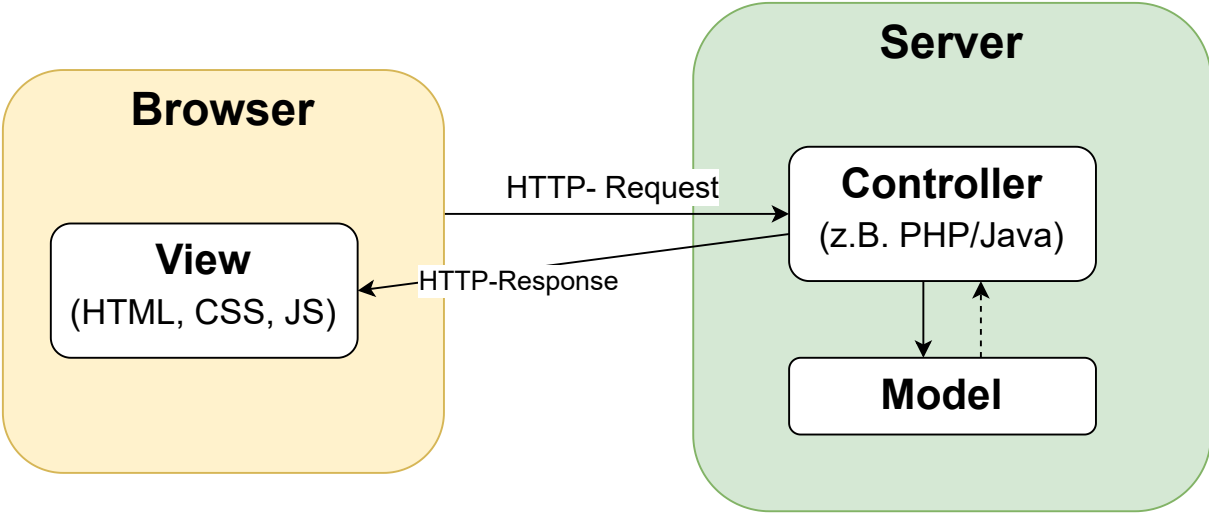 Browser
View
(HTML, CSS, JS)
HTTP- Request
HTTP-Response
Server
Controller
(z.B. PHP/Java)
Model